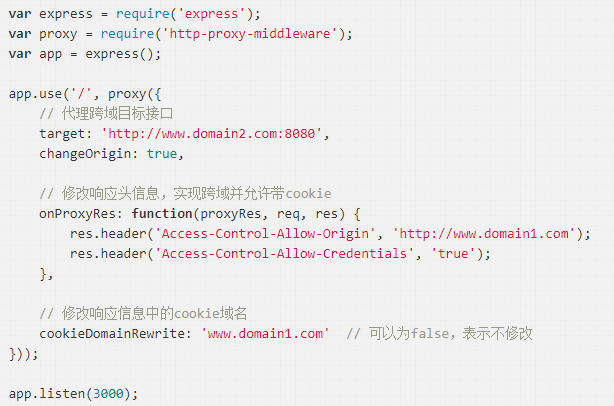 var express = require('express');
var proxy = require('http-proxy-middleware');
var app = express();

app.use('/', proxy({
    // 代理跨域目标接口
    target: 'http://www.domain2.com:8080',
    changeOrigin: true,

    // 修改响应头信息，实现跨域并允许带cookie
    onProxyRes: function(proxyRes, req, res) {
        res.header('Access-Control-Allow-Origin', 'http://www.domain1.com');
        res.header('Access-Control-Allow-Credentials', 'true');
    },

    // 修改响应信息中的cookie域名
    cookieDomainRewrite: 'www.domain1.com'  // 可以为false，表示不修改
}));

app.listen(3000);